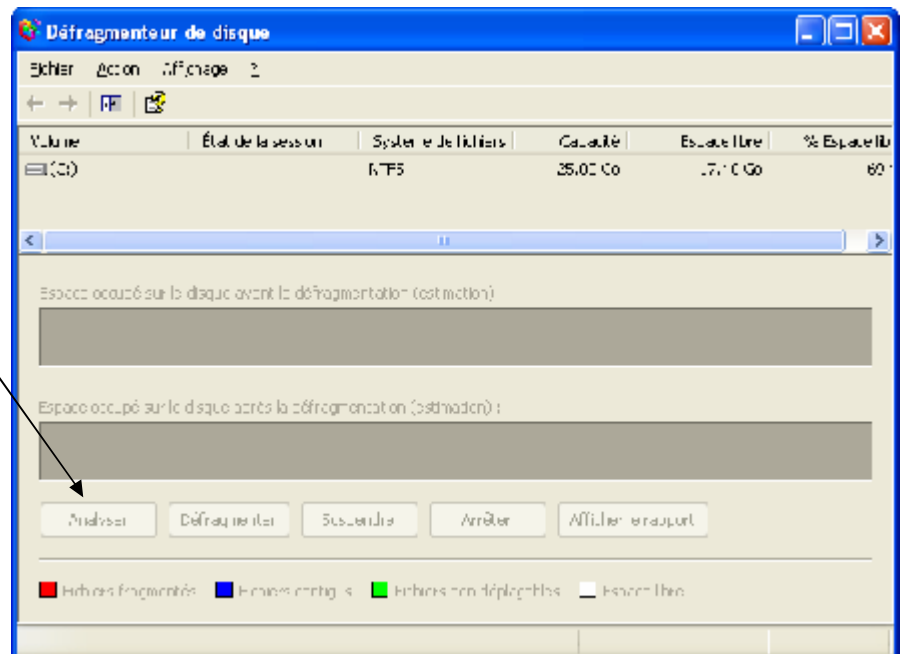 Défragmenteur de disque
Fichier Action Affichage ?
Volume État de la session Système de fichiers Capacité Espace libre % Espace lib
(C:) NTFS 25,00 Go Go 69
Espace occupé sur le disque avant la défragmentation (estimation)
Espace occupé sur le disque après la défragmentation (estimation) :
Analyser Défragmenter Suspendre Arrêter Afficher le rapport
Fichiers fragmentés Fichiers contigus Fichiers non déplaçables Espace libre